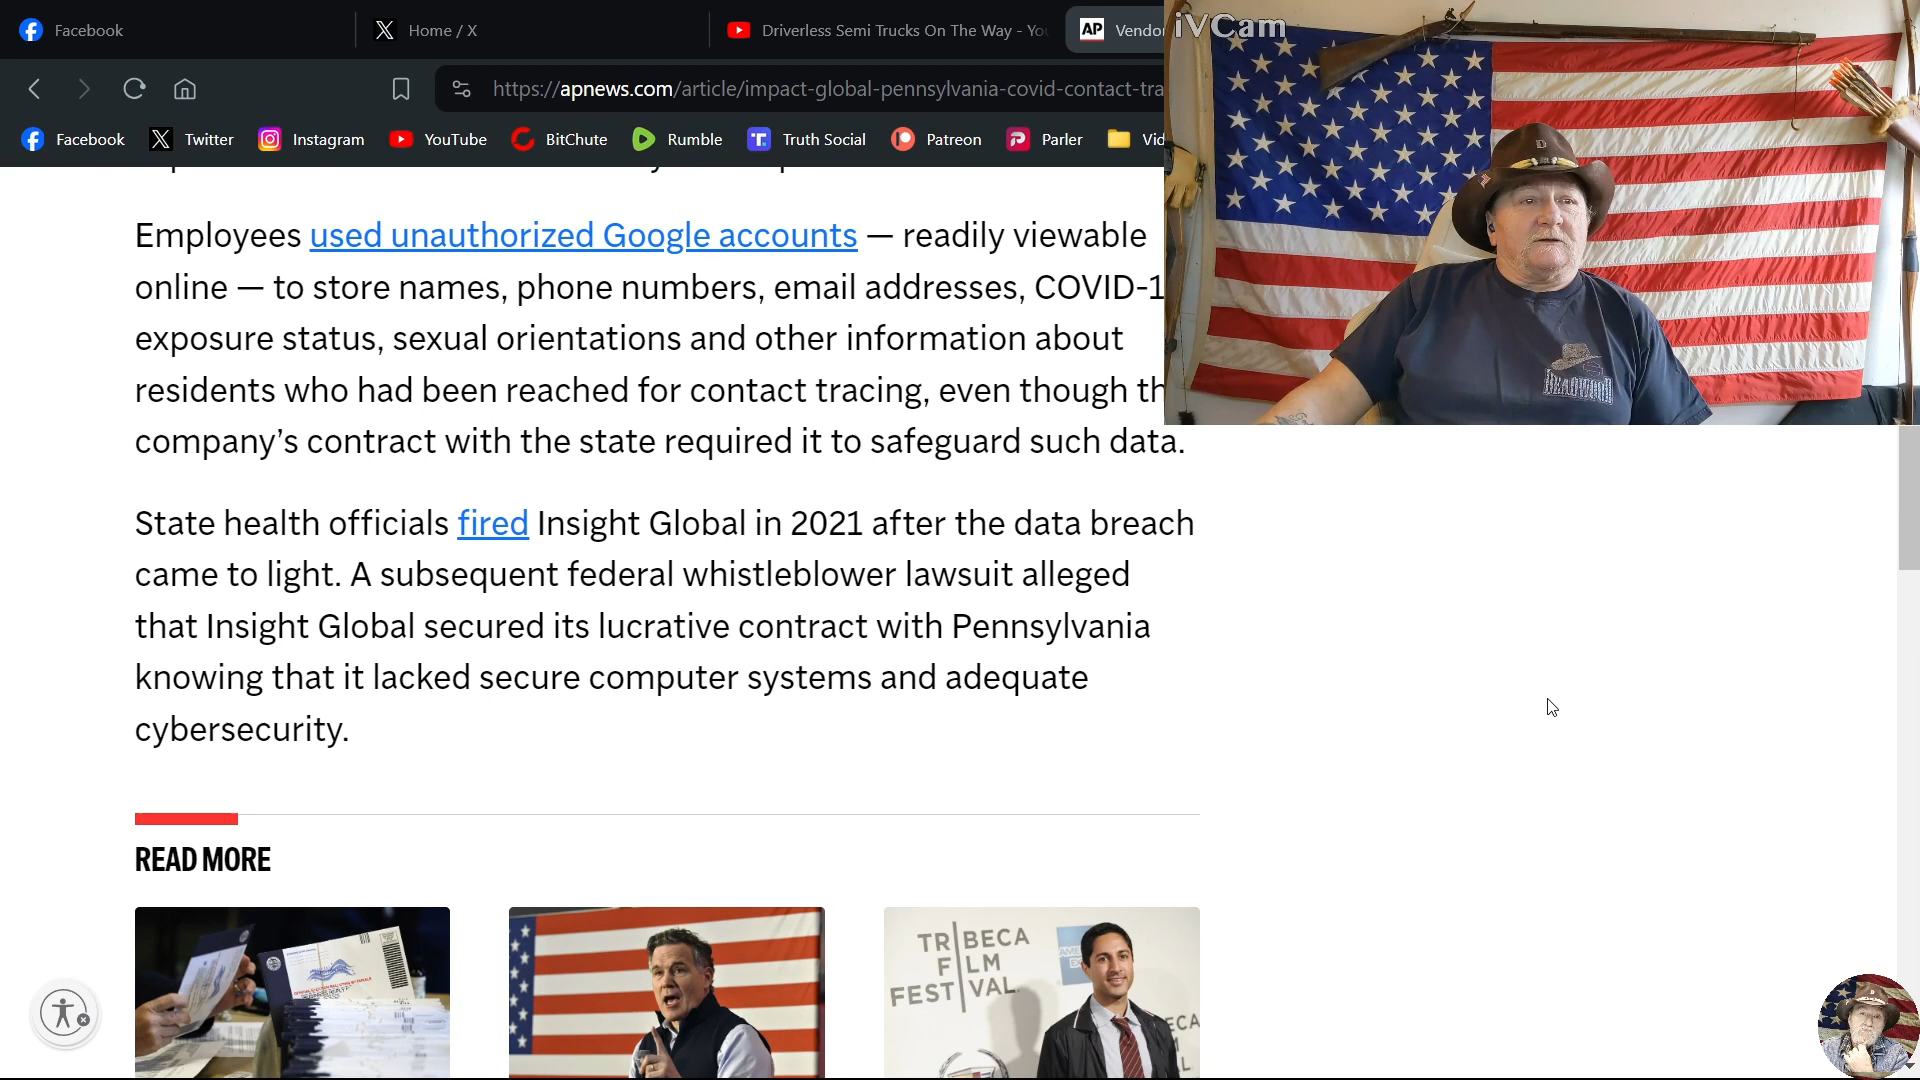 Facebook
Home / X
Driverless Semi Trucks On The Way - You
AP Vendo
iVCam
https://apnews.com/article/impact-global-pennsylvania-covid-contact-tra
Facebook
Twitter
Instagram
YouTube
BitChute
Rumble
Truth Social
Patreon
Parler
Vid
Employees used unauthorized Google accounts — readily viewable
online — to store names, phone numbers, email addresses, COVID-1
exposure status, sexual orientations and other information about
residents who had been reached for contact tracing, even though th
company’s contract with the state required it to safeguard such data.
State health officials fired Insight Global in 2021 after the data breach
came to light. A subsequent federal whistleblower lawsuit alleged
that Insight Global secured its lucrative contract with Pennsylvania
knowing that it lacked secure computer systems and adequate
cybersecurity.
READ MORE
TRIBECA
FILM
FESTIVAL